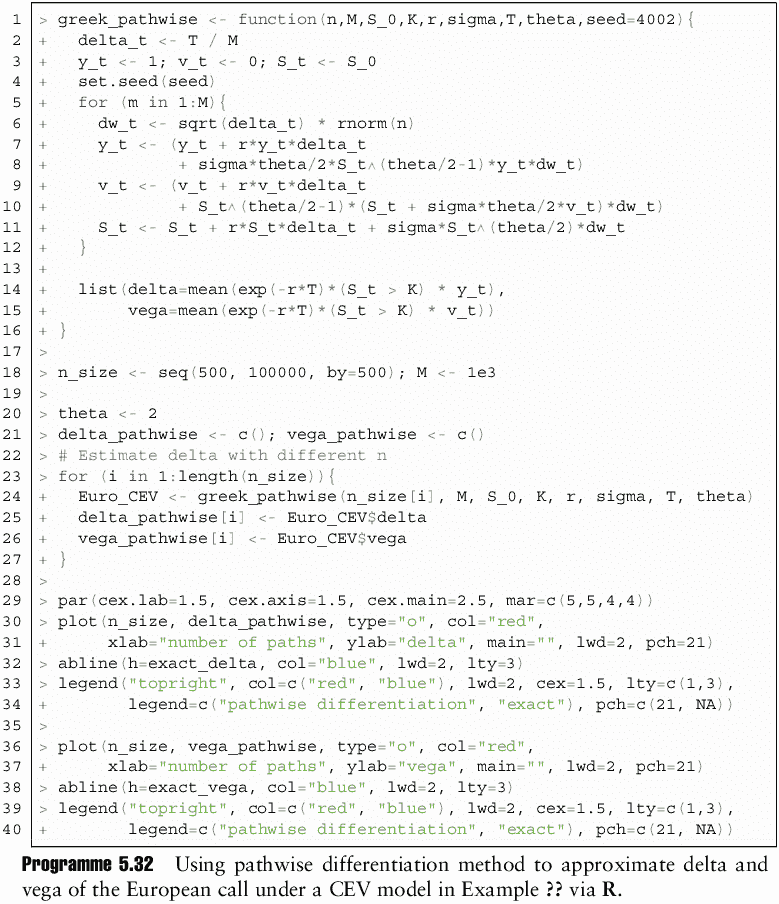 1 > greek_pathwise <- function(n,M,S_0,K,r,sigma,T,theta,seed=4002){
2 +   delta_t <- T / M
3 +   y_t <- 1; v_t <- 0; S_t <- S_0
4 +   set.seed(seed)
5 +   for (m in 1:M){
6 +     dw_t <- sqrt(delta_t) * rnorm(n)
7 +     y_t <- (y_t + r*y_t*delta_t
8 +             + sigma*theta/2*S_t^(theta/2-1)*y_t*dw_t)
9 +     v_t <- (v_t + r*v_t*delta_t
10 +             + S_t^(theta/2-1)*(S_t + sigma*theta/2*v_t)*dw_t)
11 +     S_t <- S_t + r*S_t*delta_t + sigma*S_t^(theta/2)*dw_t
12 +   }
13 +
14 +   list(delta=mean(exp(-r*T)*(S_t > K) * y_t),
15 +        vega=mean(exp(-r*T)*(S_t > K) * v_t))
16 + }
17 >
18 > n_size <- seq(500, 100000, by=500); M <- 1e3
19 >
20 > theta <- 2
21 > delta_pathwise <- c(); vega_pathwise <- c()
22 > # Estimate delta with different n
23 > for (i in 1:length(n_size)){
24 +   Euro_CEV <- greek_pathwise(n_size[i], M, S_0, K, r, sigma, T, theta)
25 +   delta_pathwise[i] <- Euro_CEV$delta
26 +   vega_pathwise[i] <- Euro_CEV$vega
27 + }
28 >
29 > par(cex.lab=1.5, cex.axis=1.5, cex.main=2.5, mar=c(5,5,4,4))
30 > plot(n_size, delta_pathwise, type="o", col="red",
31 +      xlab="number of paths", ylab="delta", main="", lwd=2, pch=21)
32 > abline(h=exact_delta, col="blue", lwd=2, lty=3)
33 > legend("topright", col=c("red", "blue"), lwd=2, cex=1.5, lty=c(1,3),
34 +        legend=c("pathwise differentiation", "exact"), pch=c(21, NA))
35 >
36 > plot(n_size, vega_pathwise, type="o", col="red",
37 +      xlab="number of paths", ylab="vega", main="", lwd=2, pch=21)
38 > abline(h=exact_vega, col="blue", lwd=2, lty=3)
39 > legend("topright", col=c("red", "blue"), lwd=2, cex=1.5, lty=c(1,3),
40 +        legend=c("pathwise differentiation", "exact"), pch=c(21, NA))
Programme 5.32 Using pathwise differentiation method to approximate delta and
vega of the European call under a CEV model in Example ?? via R.